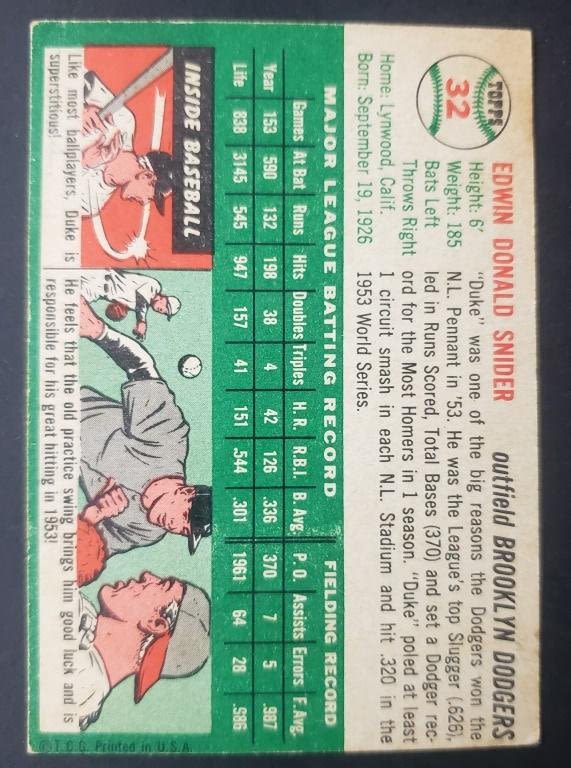 TOPPS
32
EDWIN DONALD SNIDER
outfield BROOKLYN DODGERS
Height: 6'
Weight: 185
Bats Left
Throws Right
Home: Lynwood, Calif.
Born: September 19, 1926
"Duke" was one of the big reasons the Dodgers won the
N.L. Pennant in '53. He was the League's top Slugger (.626),
led in Runs Scored, Total Bases (370) and set a Dodger rec-
ord for the Most Homers in 1 season. "Duke" poled at least
1 circuit smash in each N.L. Stadium and hit .320 in the
1953 World Series.
MAJOR LEAGUE BATTING RECORD FIELDING RECORD
Games At Bat Runs Hits Doubles Triples H. R. R.B.I. B. Avg. P. O. Assists Errors F. Avg.
Year 153 590 132 198 38 4 42 126 .336 370 7 5 .987
Life 838 3145 545 947 157 41 151 .301 1961 64 28 .986
INSIDE BASEBALL
Like most ballplayers, Duke is
superstitious!
He feels that the old practice swing brings him good luck and is
responsible for his great hitting in 1953!
© T.C.G. Printed in U.S.A.